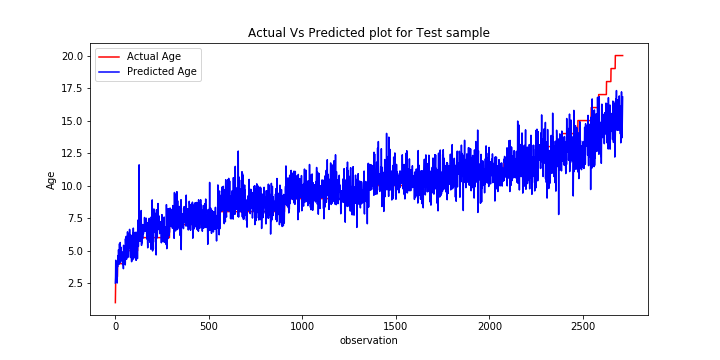 Actual Vs Predicted plot for Test sample
20.0
17.5
15.0
12.5
10.0
7.5
5.0
2.5
Age
Actual Age
Predicted Age
0
500
1000
1500
2000
2500
observation